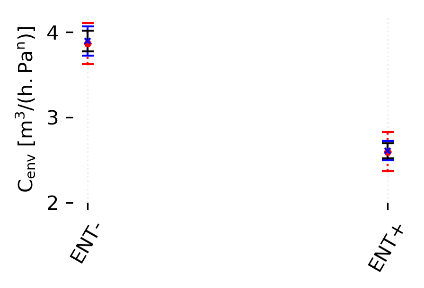 4
3
2
C_env [m³/(h. Paⁿ)]
ENT-
ENT+